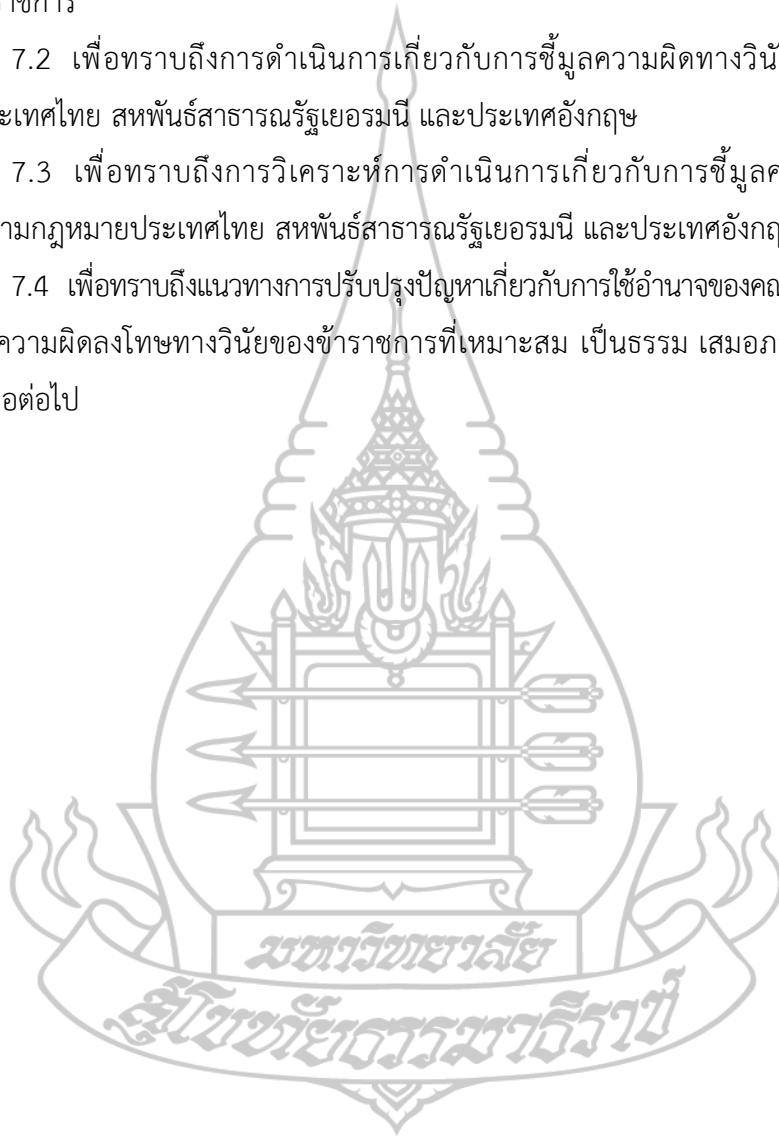 าชการ
7.2 เพื่อทราบถึงการดำเนินการเกี่ยวกับการชี้มูลความผิดทางวินั
ะเทศไทย สหพันธ์สาธารณรัฐเยอรมนี และประเทศอังกฤษ
7.3 เพื่อทราบถึงการวิเคราะห์การดำเนินการเกี่ยวกับการชี้มูลค
ามกฎหมายประเทศไทย สหพันธ์สาธารณรัฐเยอรมนี และประเทศอังกฤ
7.4 เพื่อทราบถึงแนวทางการปรับปรุงปัญหาเกี่ยวกับการใช้อำนาจของคณ
ความผิดลงโทษทางวินัยของข้าราชการที่เหมาะสม เป็นธรรม เสมอภ
อต่อไป
มหาวิทยาลัย
สุโขทัยธรรมาธิราช